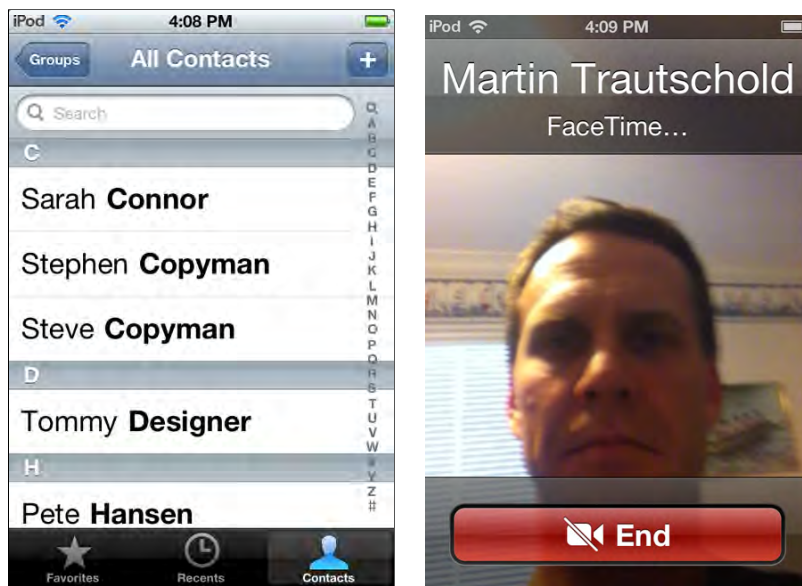 iPod 4:08 PM
Groups All Contacts +
Search
C
Sarah Connor
Stephen Copyman
Steve Copyman
D
Tommy Designer
H
Pete Hansen
A
B
C
D
E
F
G
H
I
J
K
L
M
N
O
P
Q
R
S
T
U
V
W
Y
Z
#
Favorites Recents Contacts
iPod 4:09 PM
Martin Trautschold
FaceTime...
End